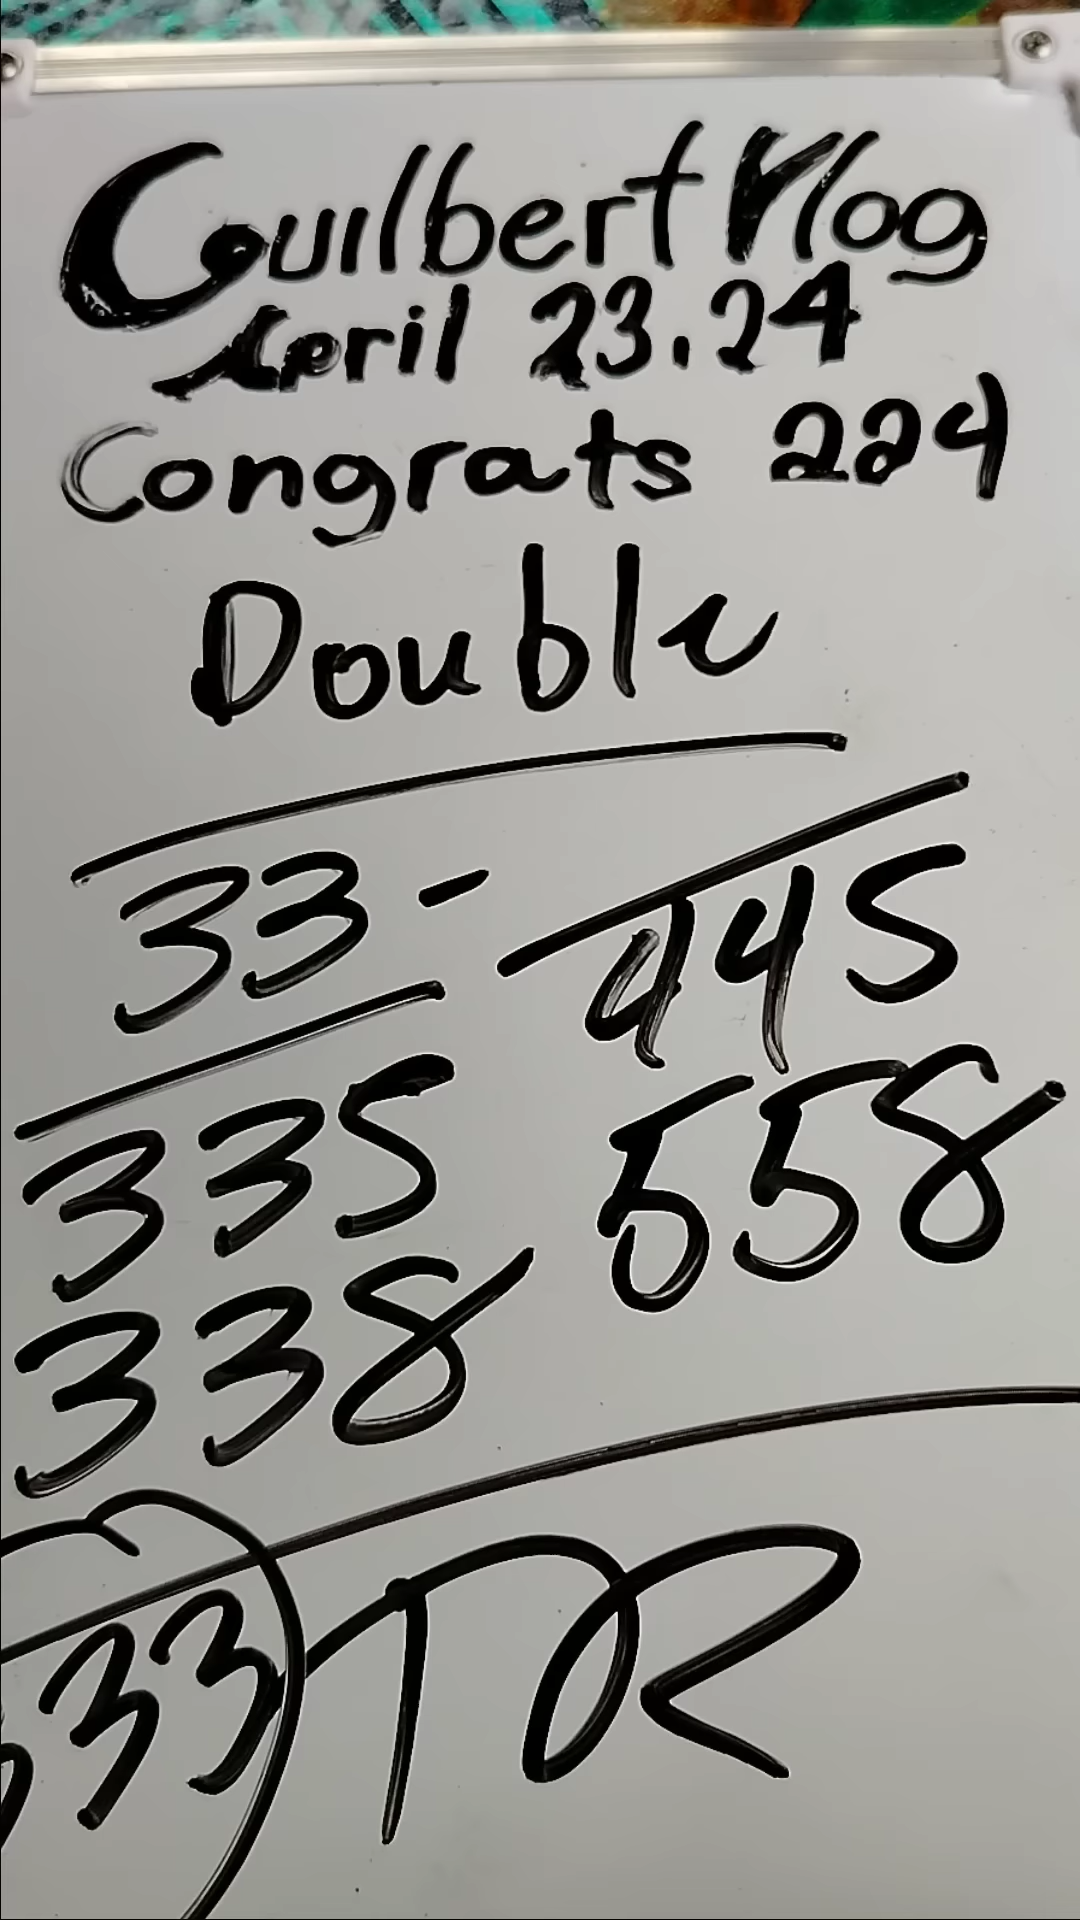 Guilbert Vlog
April 23.24
Congrats 224
Double
33 - 445
335 558
338
333 TR